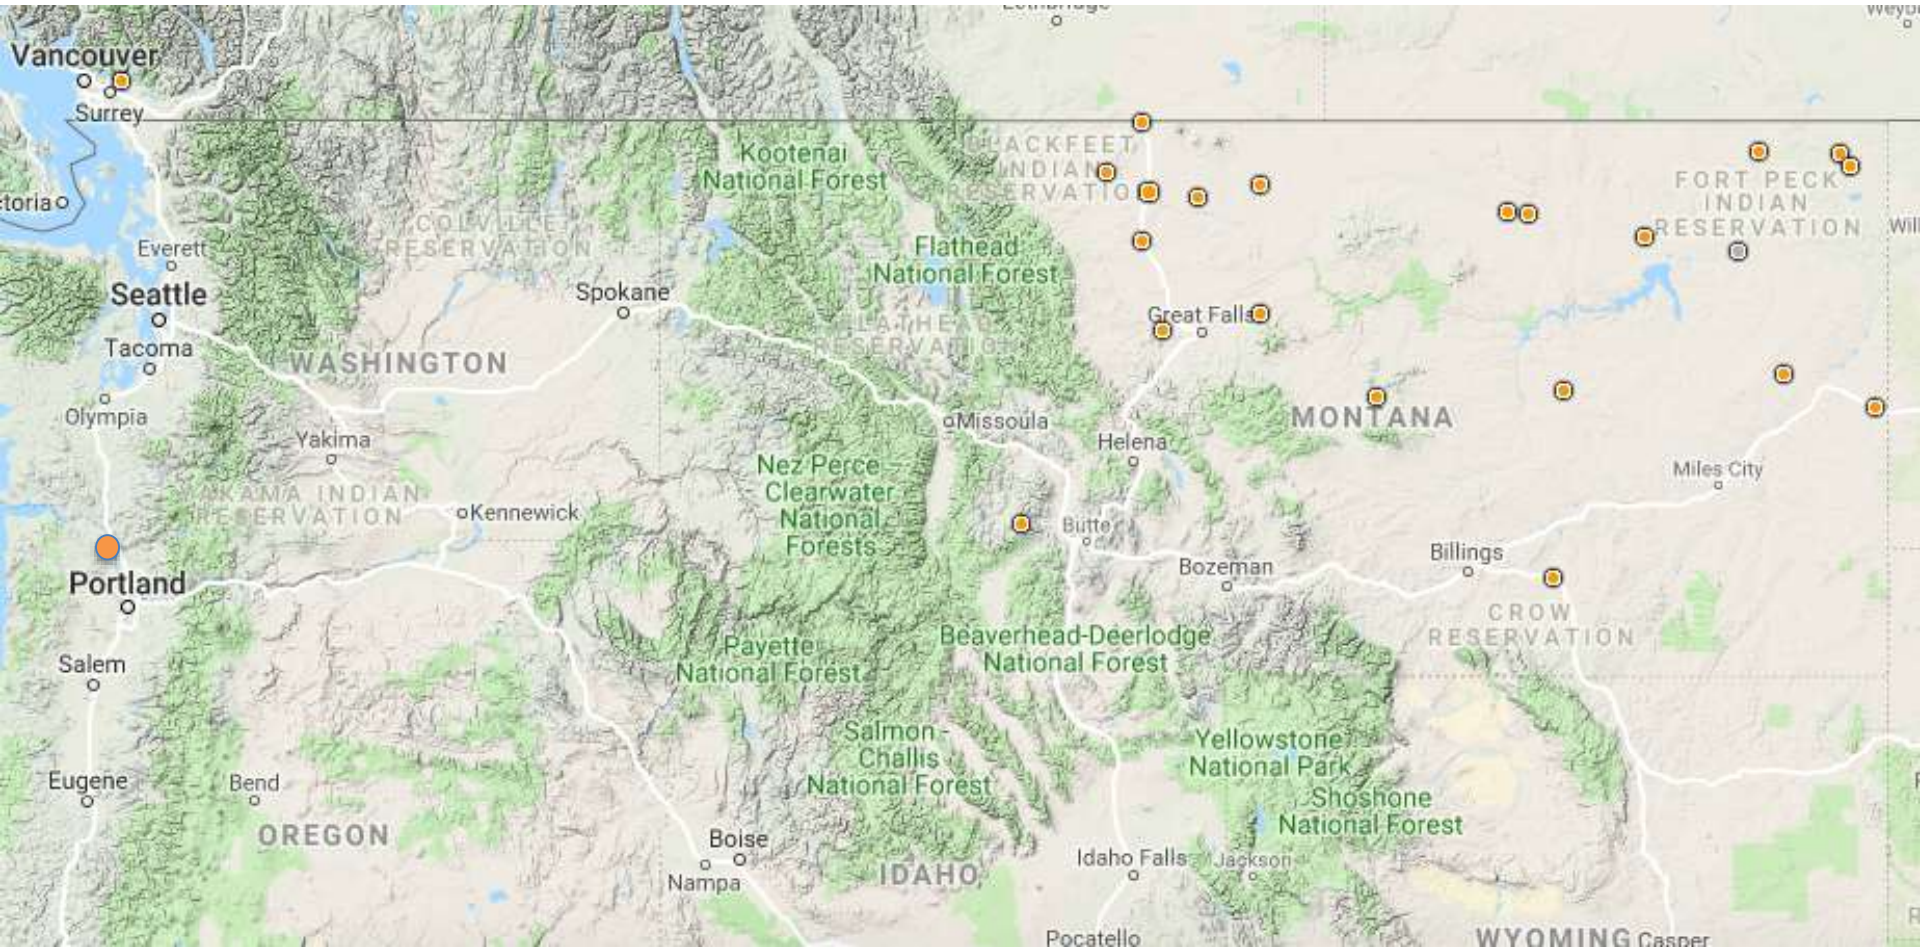 Vancouver
Surrey
Everett
Seattle
Tacoma
Olympia
WASHINGTON
Yakima
Spokane
Kennewick
Portland
Salem
Eugene
Bend
OREGON
COLVILLE
RESERVATION
YAKAMA INDIAN
RESERVATION
Kootenai
National Forest
Flathead
National Forest
FLATHEAD
RESERVATION
BLACKFEET
INDIAN
RESERVATIO
Great Falls
Missoula
Helena
Butte
Bozeman
MONTANA
Billings
Miles City
FORT PECK
INDIAN
RESERVATION
CROW
RESERVATION
Nez Perce -
Clearwater
National
Forests
Payette
National Forest
Beaverhead-Deerlodge
National Forest
Salmon -
Challis
National Forest
Yellowstone
National Park
Shoshone
National Forest
Boise
Nampa
IDAHO
Idaho Falls
Jackson
Pocatello
WYOMING
Casper